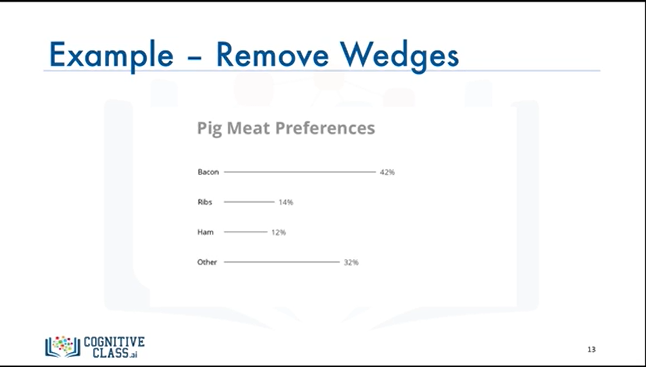 Example – Remove Wedges
Pig Meat Preferences
Bacon 42%
Ribs 14%
Ham 12%
Other 32%
COGNITIVE
CLASS.ai
13